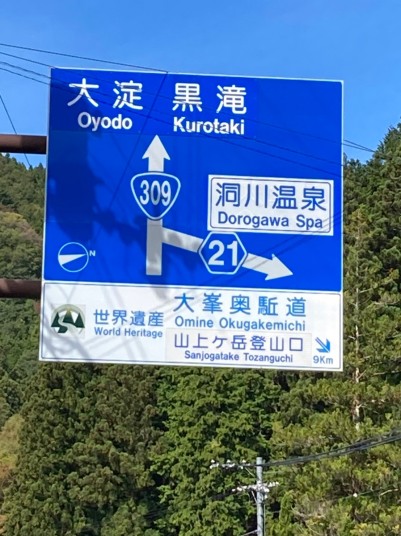 大淀 黒滝
Oyodo Kurotaki
309
洞川温泉
Dorogawa Spa
21
N
世界遺産
World Heritage
大峯奥駈道
Omine Okugakemichi
山上ケ岳登山口
Sanjogatake Tozanguchi
9Km